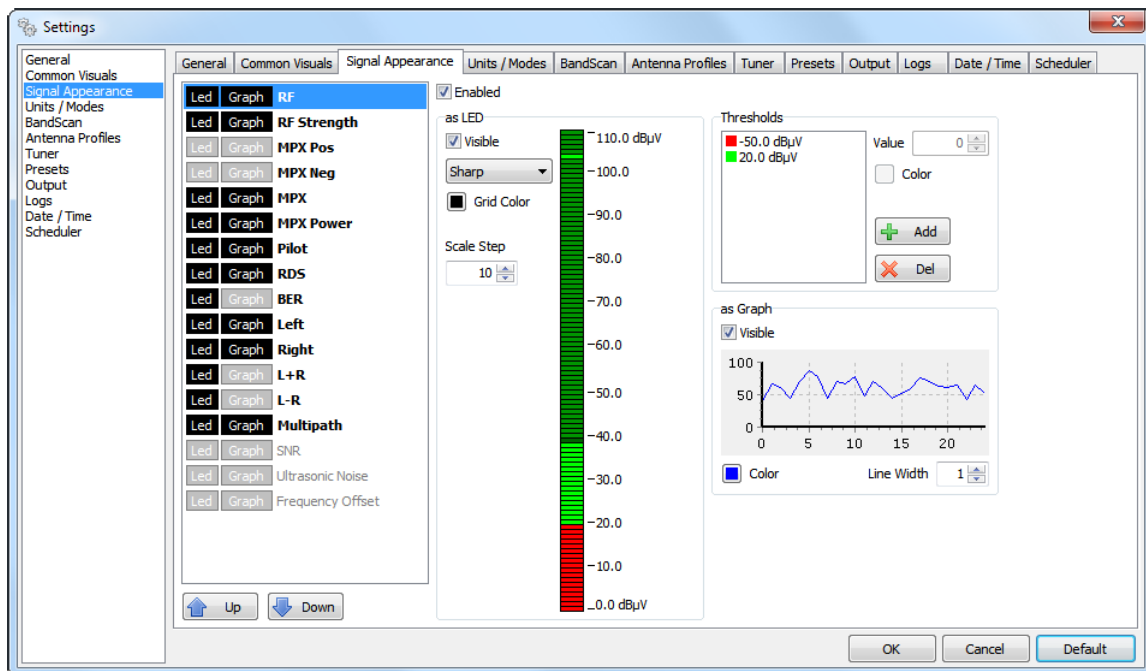 Settings
General
Common Visuals
Signal Appearance
Units / Modes
BandScan
Antenna Profiles
Tuner
Presets
Output
Logs
Date / Time
Scheduler
General Common Visuals Signal Appearance Units / Modes BandScan Antenna Profiles Tuner Presets Output Logs Date / Time Scheduler
Led Graph RF
Led Graph RF Strength
Led Graph MPX Pos
Led Graph MPX Neg
Led Graph MPX
Led Graph MPX Power
Led Graph Pilot
Led Graph RDS
Led Graph BER
Led Graph Left
Led Graph Right
Led Graph L+R
Led Graph L-R
Led Graph Multipath
Led Graph SNR
Led Graph Ultrasonic Noise
Led Graph Frequency Offset
Up Down
Enabled
as LED
Visible
Sharp
Grid Color
Scale Step
10
110.0 dBµV
100.0
90.0
80.0
70.0
60.0
50.0
40.0
30.0
20.0
10.0
0.0 dBµV
Thresholds
-50.0 dBµV
20.0 dBµV
Value 0
Color
Add
Del
as Graph
Visible
100
50
0
0 5 10 15 20
Color Line Width 1
OK Cancel Default